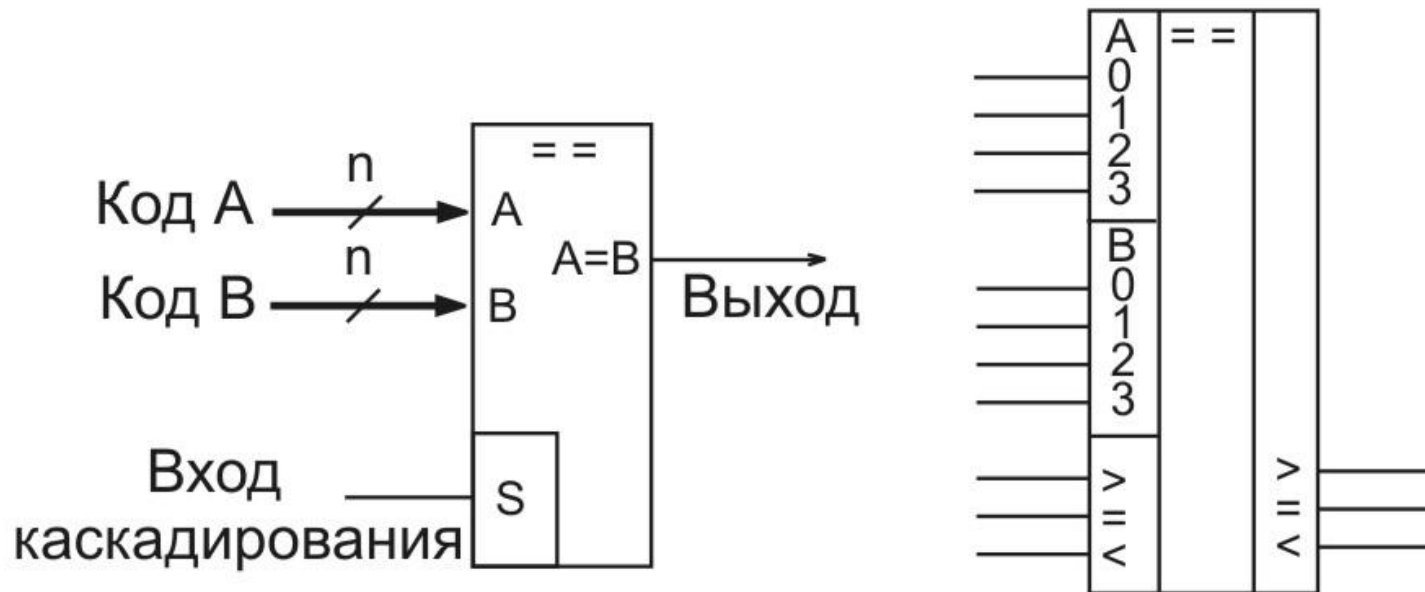 n
Код А
n
Код В
= =
A
A=B
B
Выход
Вход
каскадирования
S
A
= =
0
1
2
3
B
0
1
2
3
>
=
<
>
=
<